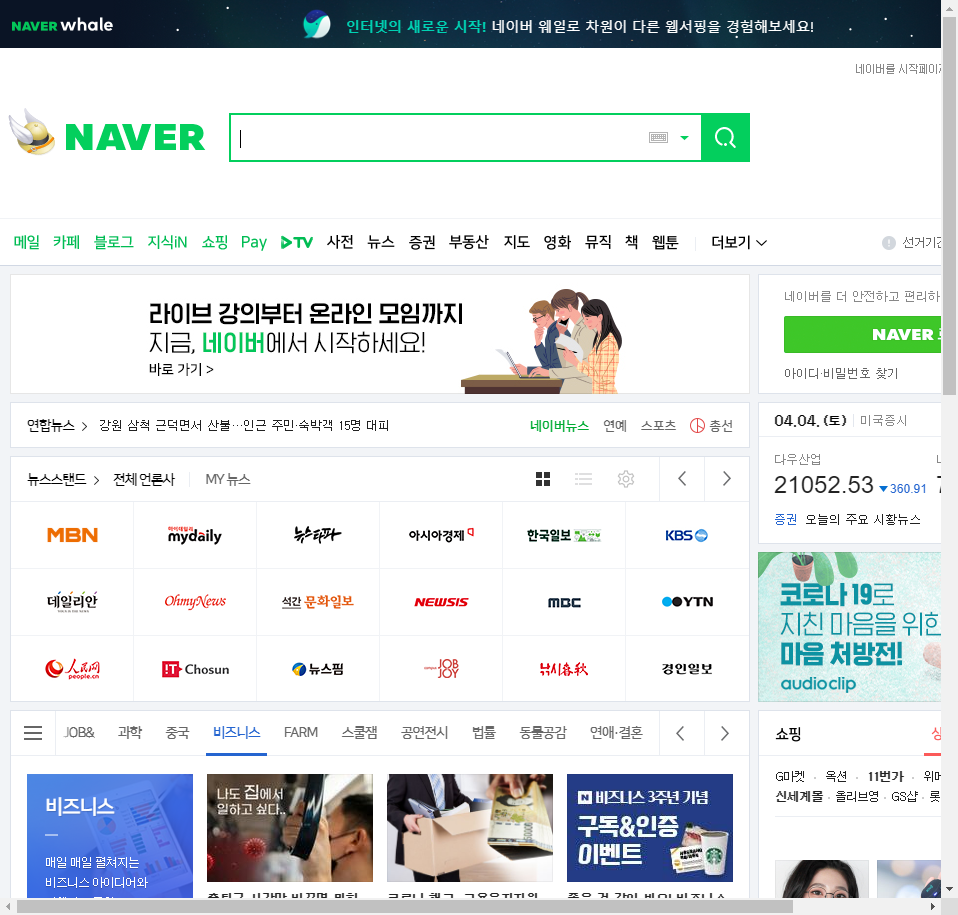 NAVER whale
인터넷의 새로운 시작! 네이버 웨일로 차원이 다른 웹서핑을 경험해보세요!
네이버를 시작페이지
NAVER
메일 카페 블로그 지식iN 쇼핑 Pay TV 사전 뉴스 증권 부동산 지도 영화 뮤직 책 웹툰 더보기
선거기간
라이브 강의부터 온라인 모임까지
지금, 네이버에서 시작하세요!
바로 가기 >
네이버를 더 안전하고 편리하
NAVER
아이디·비밀번호 찾기
연합뉴스 > 강원 삼척 근덕면서 산불…인근 주민·숙박객 15명 대피
네이버뉴스 연예 스포츠 총선
04.04. (토) 미국증시
다우산업
21052.53 ▼360.91
증권 오늘의 주요 시황뉴스
뉴스스탠드 > 전체 언론사 MY 뉴스
MBN 마이데일리 mydaily 뉴스타파 아시아경제 한국일보 KBS
데일리안 OhmyNews 석간 문화일보 NEWSIS MBC YTN
人民网 people.cn IT Chosun 뉴스핌 JOB JOY 낚시춘추 경인일보
코로나 19로
지친 마음을 위한
마음 처방전!
audioclip
JOB& 과학 중국 비즈니스 FARM 스쿨잼 공연전시 법률 동물공감 연애·결혼
쇼핑
G마켓 · 옥션 · 11번가 · 위메
신세계몰 · 올리브영 · GS샵 · 롯
비즈니스
매일 매일 펼쳐지는
비즈니스 아이디어와
나도 집에서
일하고 싶다..
N 비즈니스 3주년 기념
구독&인증
이벤트